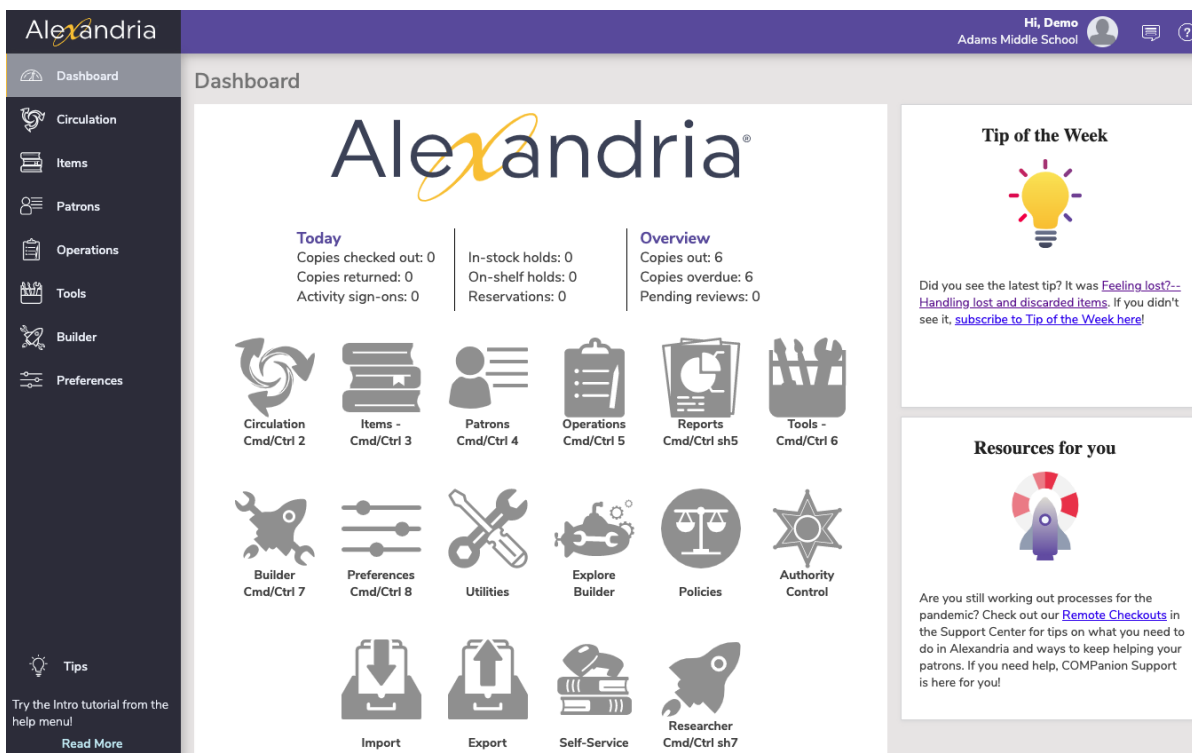 Alexandria
Hi, Demo
Adams Middle School
Dashboard
Circulation
Items
Patrons
Operations
Tools
Builder
Preferences
Tips
Try the Intro tutorial from the
help menu!
Read More
Dashboard
Alexandria®
Today
Copies checked out: 0
Copies returned: 0
Activity sign-ons: 0
In-stock holds: 0
On-shelf holds: 0
Reservations: 0
Overview
Copies out: 6
Copies overdue: 6
Pending reviews: 0
Circulation
Cmd/Ctrl 2
Items -
Cmd/Ctrl 3
Patrons
Cmd/Ctrl 4
Operations
Cmd/Ctrl 5
Reports
Cmd/Ctrl sh5
Tools -
Cmd/Ctrl 6
Builder
Cmd/Ctrl 7
Preferences
Cmd/Ctrl 8
Utilities
Explore
Builder
Policies
Authority
Control
Import
Export
Self-Service
Researcher
Cmd/Ctrl sh7
Tip of the Week
Did you see the latest tip? It was Feeling lost?--
Handling lost and discarded items. If you didn't
see it, subscribe to Tip of the Week here!
Resources for you
Are you still working out processes for the
pandemic? Check out our Remote Checkouts in
the Support Center for tips on what you need to
do in Alexandria and ways to keep helping your
patrons. If you need help, COMPanion Support
is here for you!